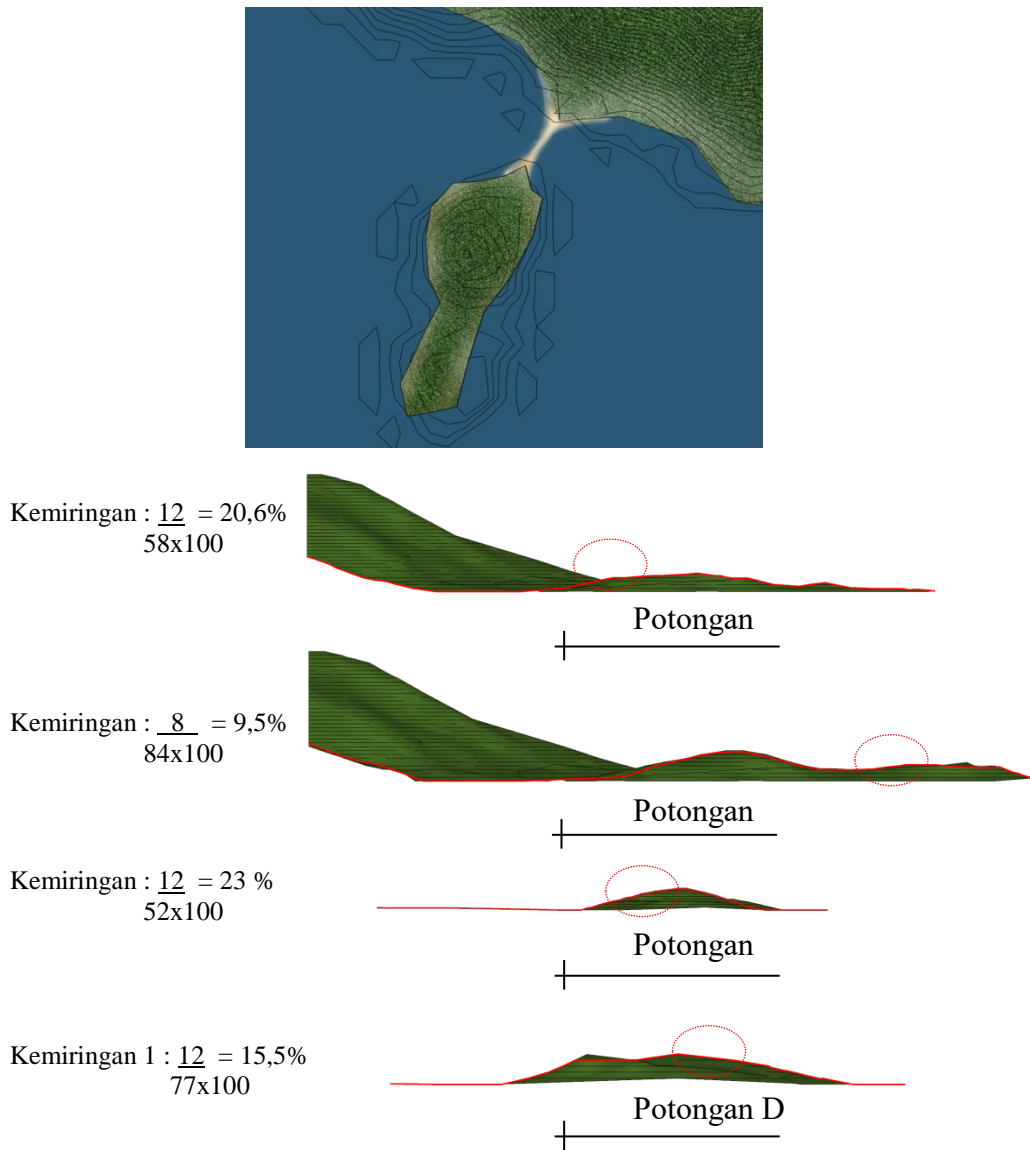 Kemiringan : 12 = 20,6%
58x100
Potongan
Kemiringan : 8 = 9,5%
84x100
Potongan
Kemiringan : 12 = 23 %
52x100
Potongan
Kemiringan 1 : 12 = 15,5%
77x100
Potongan D